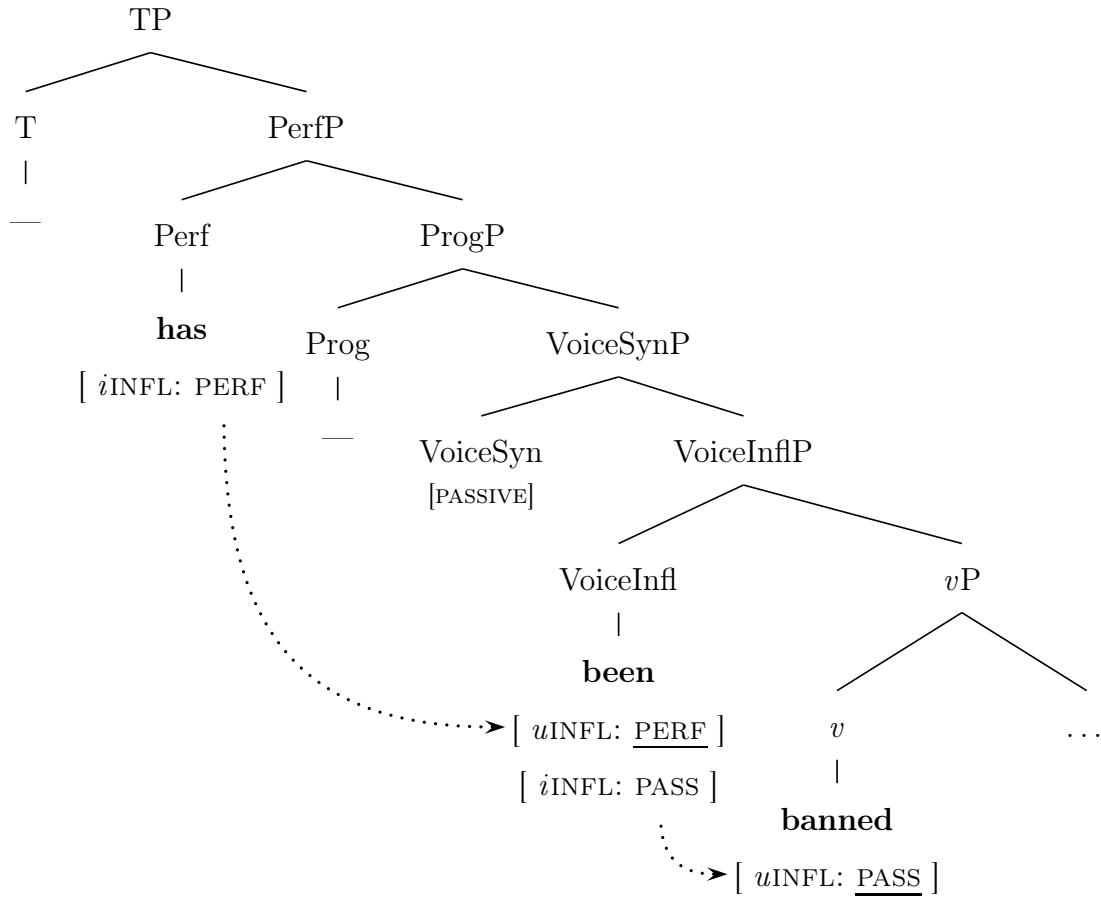 TP
T PerfP
—
Perf ProgP
has
[ iINFL: PERF ]
Prog VoiceSynP
—
VoiceSyn VoiceInflP
[PASSIVE]
VoiceInfl vP
been
[ uINFL: PERF ]
[ iINFL: PASS ]
v ...
banned
[ uINFL: PASS ]